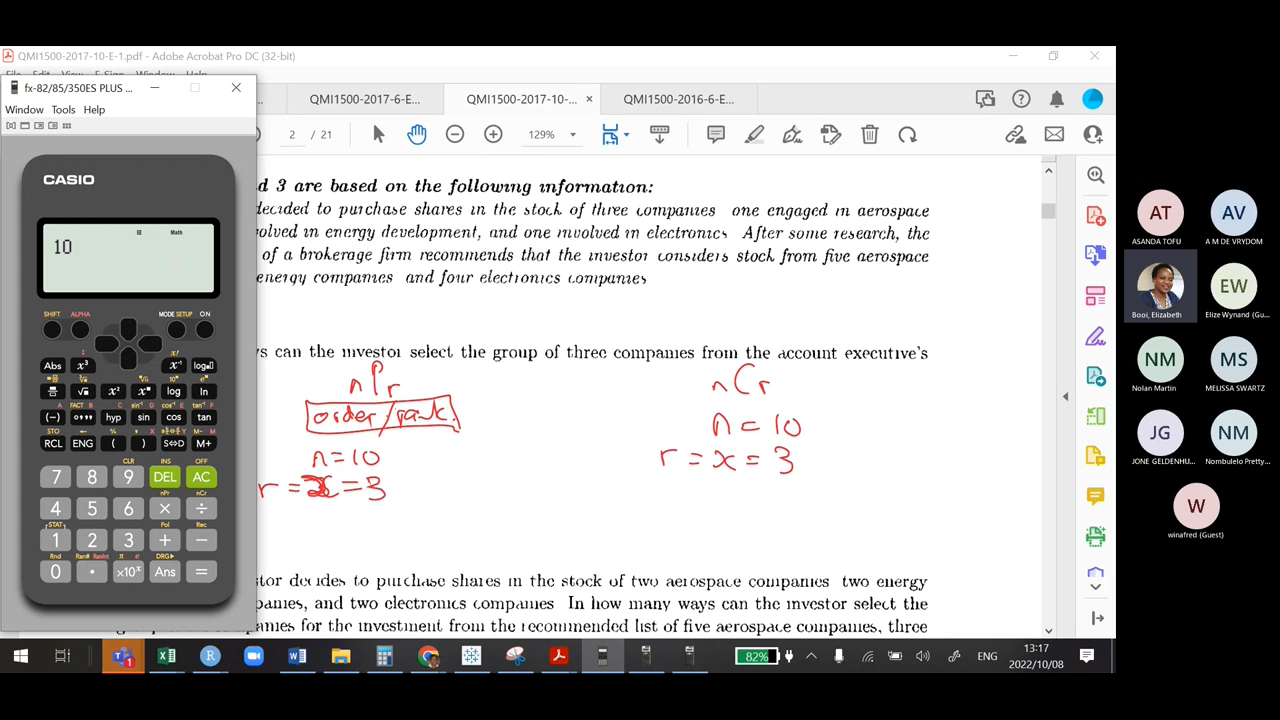 QMI1500-2017-10-E-1.pdf - Adobe Acrobat Pro DC (32-bit)
fx-82/85/350ES PLUS ...
Window Tools Help
QMI1500-2017-6-E...
QMI1500-2017-10-...
QMI1500-2016-6-E...
2 / 21
129%
d 3 are based on the following information:
decided to purchase shares in the stock of three companies one engaged in aerospace
olved in energy development, and one involved in electronics After some research, the
of a brokerage firm recommends that the investor considers stock from five aerospace
energy companies and four electronics companies
ys can the investor select the group of three companies from the account executive's
nPr
order/rank.
n=10
r = x = 3
nCr
n = 10
r = x = 3
stor decides to purchase shares in the stock of two aerospace companies two energy
panies, and two electronics companies In how many ways can the investor select the
companies for the investment from the recommended list of five aerospace companies, three
CASIO
Math
10
SHIFT ALPHA MODE SETUP ON
Abs x³ x⁻¹ log
x² log ln
(−) hyp sin cos tan
RCL ENG ( ) S⇔D M+
7 8 9 DEL AC
4 5 6 × ÷
1 2 3 + −
0 . ×10ˣ Ans =
AT
ASANDA TOFU
AV
A M DE VRYDOM
Booi, Elizabeth
EW
Elize Wynand (Gu...
NM
Nolan Martin
MS
MELISSA SWARTZ
JG
JONE GELDENHU...
NM
Nombulelo Pretty...
W
winafred (Guest)
82%
ENG
13:17
2022/10/08